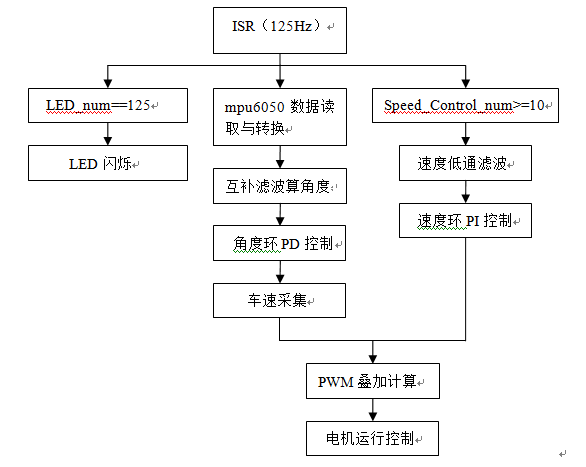 ISR（125Hz）
LED_num==125
mpu6050 数据读
取与转换
Speed_Control_num>=10
LED 闪烁
速度低通滤波
互补滤波算角度
速度环 PI 控制
角度环 PD 控制
车速采集
PWM 叠加计算
电机运行控制